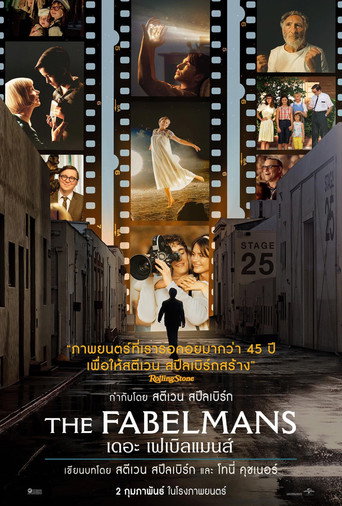 STAGE
25
25
"ภาพยนตร์ที่เรารอคอยมากว่า 45 ปี
เพื่อให้สตีเวน สปีลเบิร์กสร้าง"
RollingStone
กำกับโดย สตีเวน สปีลเบิร์ก
THE FABELMANS
เดอะ เฟเบิลแมนส์
เขียนบทโดย สตีเวน สปีลเบิร์ก และ โทนี่ คุชเนอร์
2 กุมภาพันธ์ ในโรงภาพยนตร์